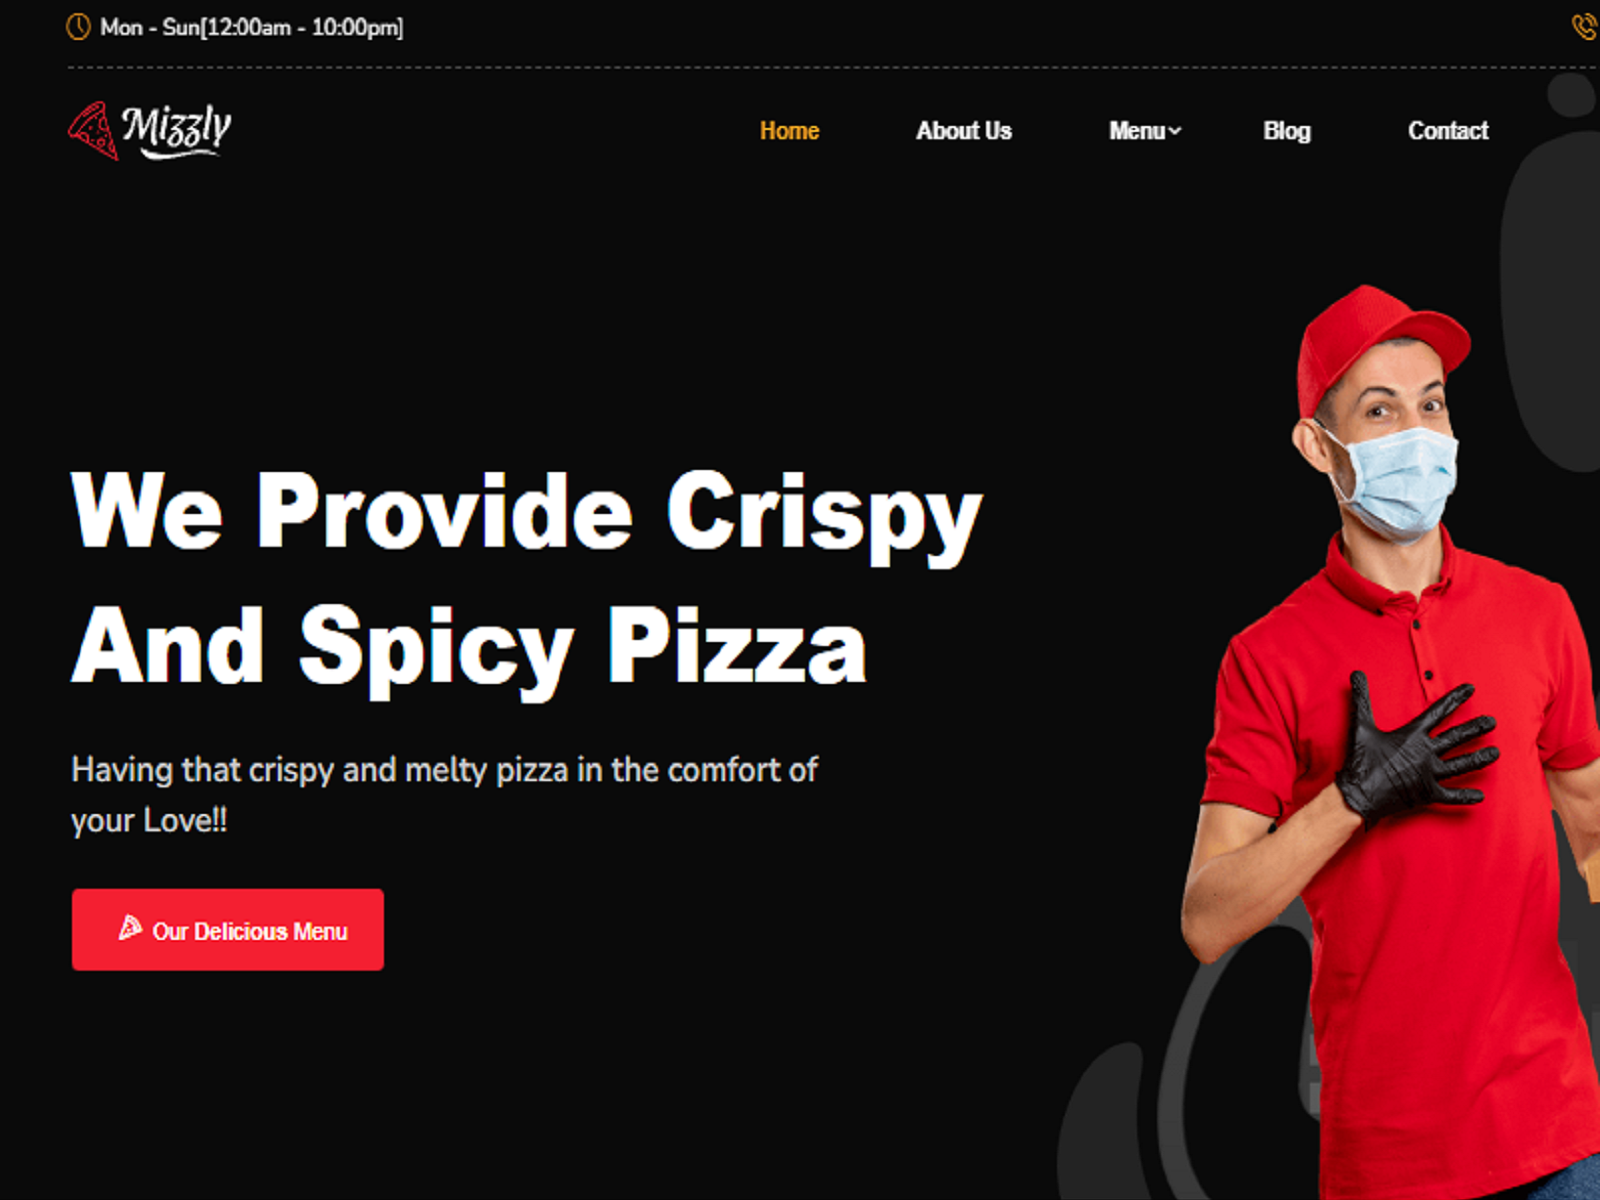 Mon - Sun[12:00am - 10:00pm]
Mizzly
Home About Us Menu Blog Contact
We Provide Crispy
And Spicy Pizza
Having that crispy and melty pizza in the comfort of
your Love!!
Our Delicious Menu